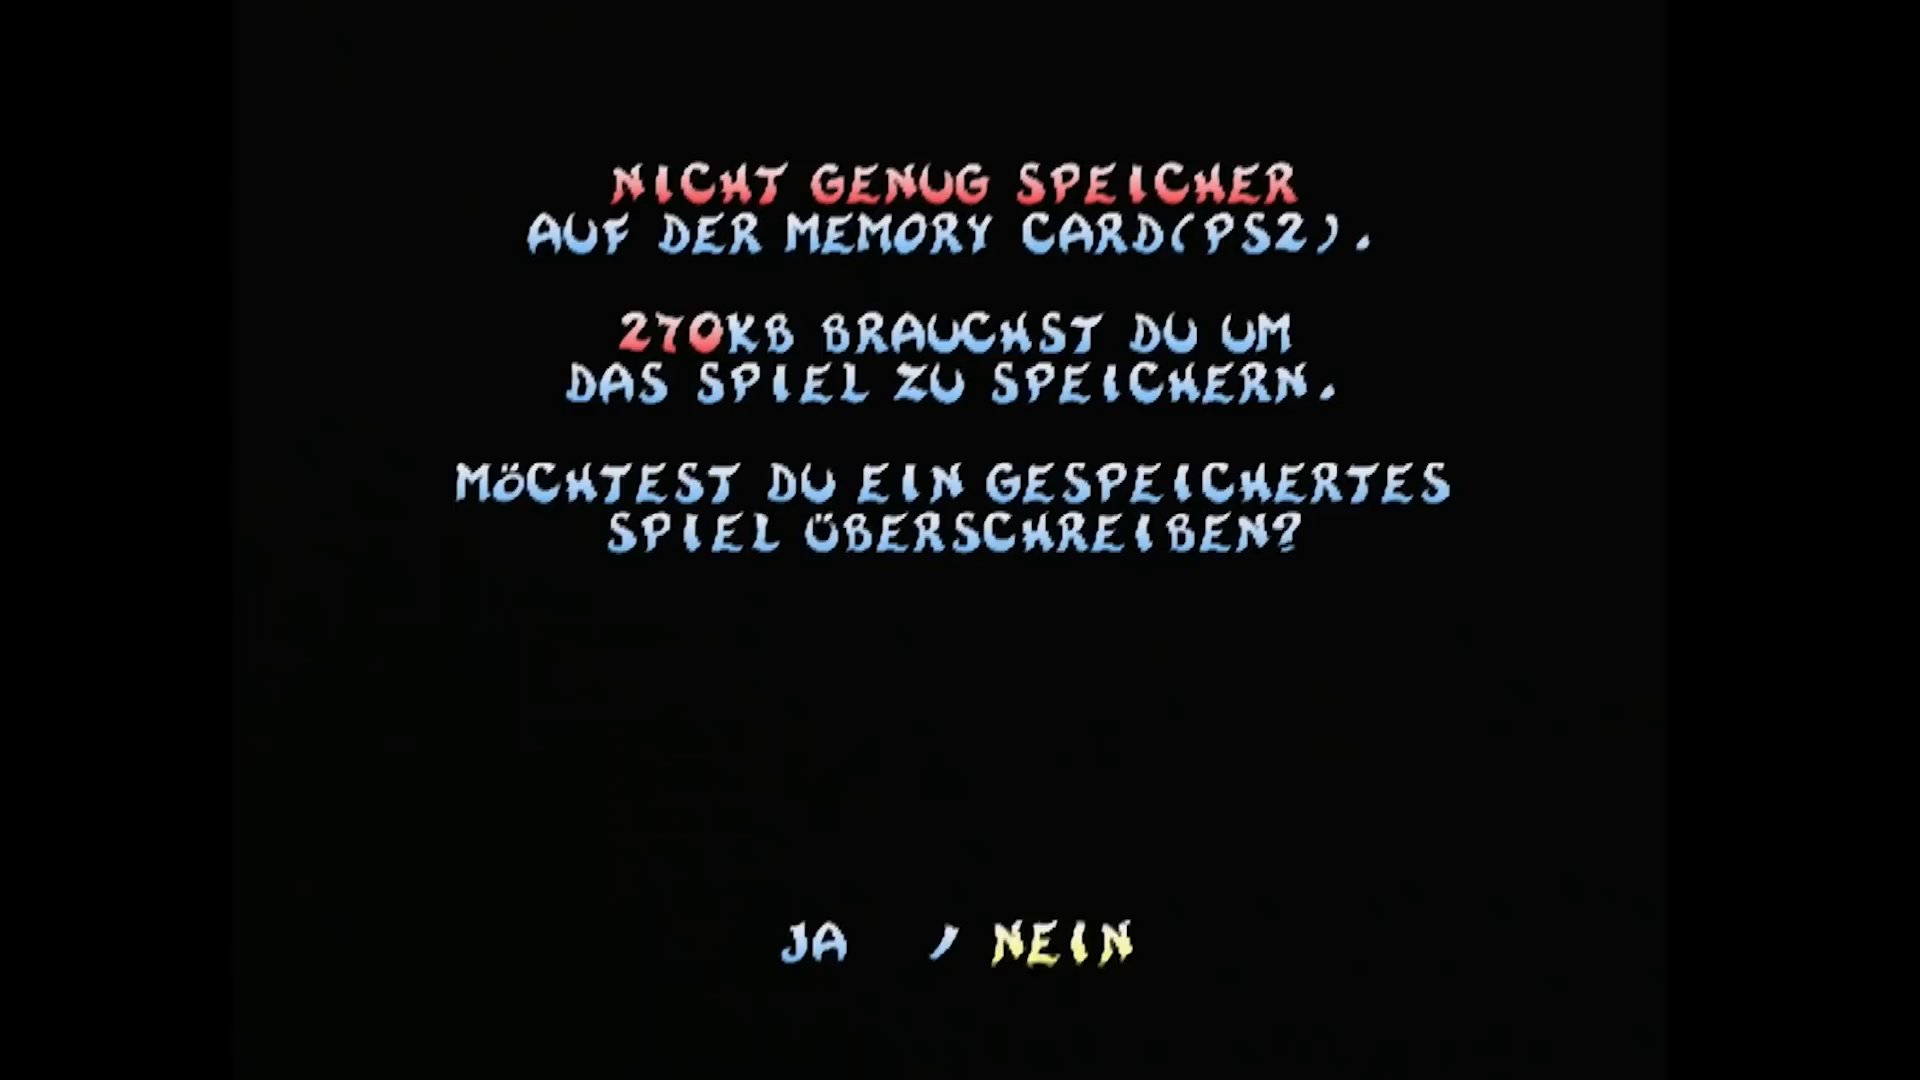 NICHT GENUG SPEICHER
AUF DER MEMORY CARD(PS2).
270KB BRAUCHST DU UM
DAS SPIEL ZU SPEICHERN.
MÖCHTEST DU EIN GESPEICHERTES
SPIEL ÜBERSCHREIBEN?
JA / NEIN